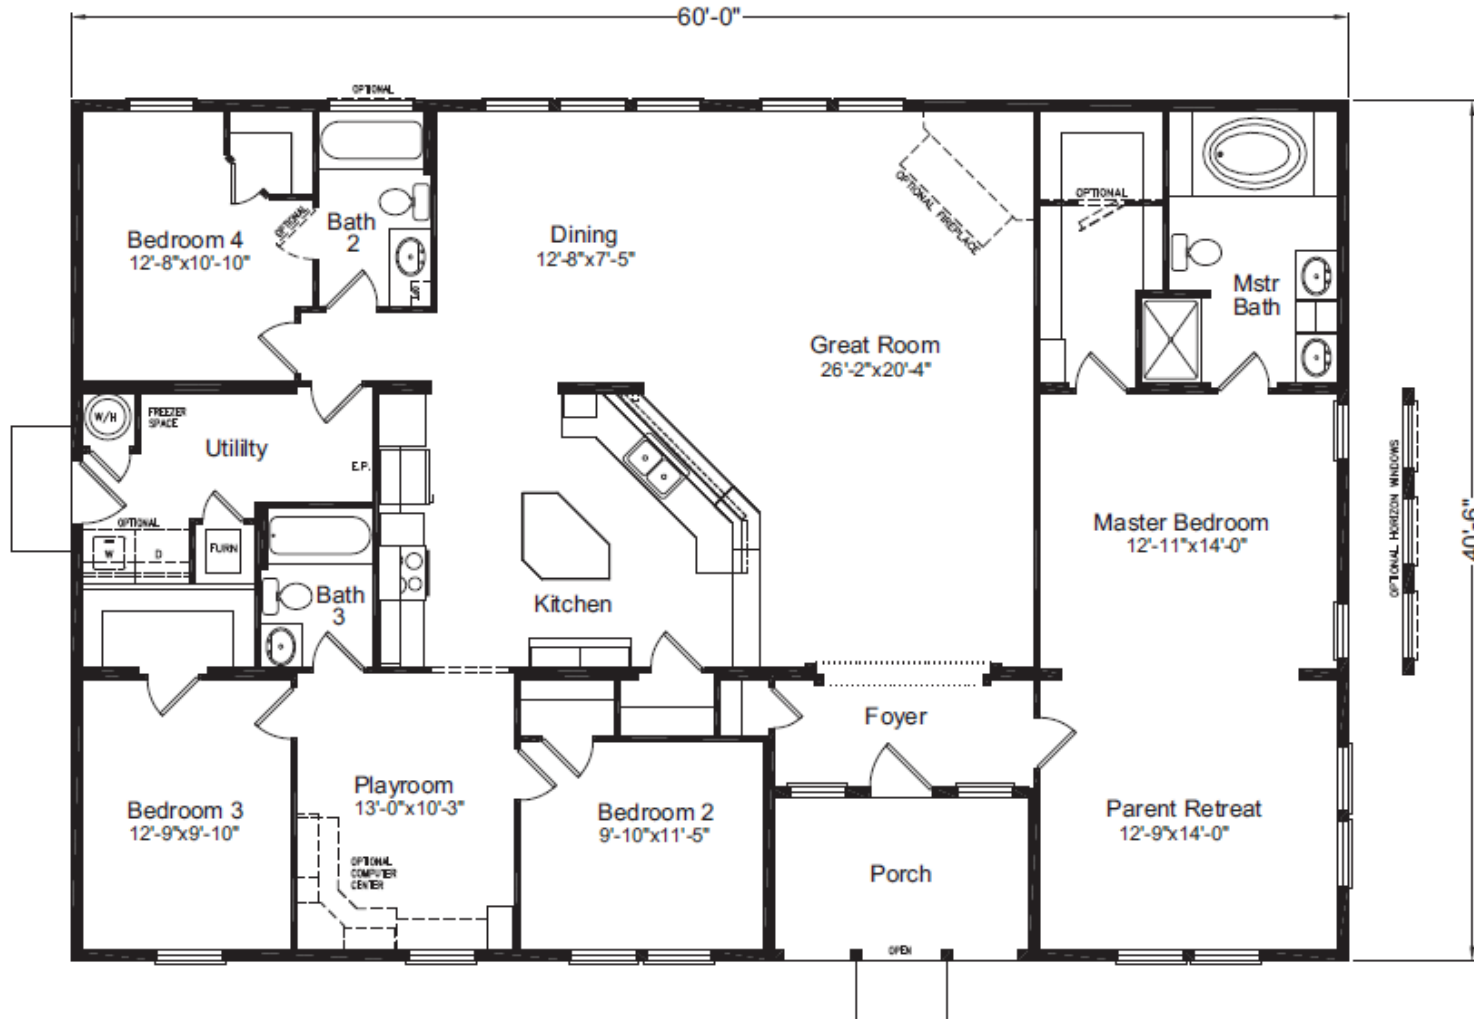 60'-0"
OPTIONAL
Bedroom 4
12'-8"x10'-10"
OPTIONAL
Bath
2
OPT.
Dining
12'-8"x7'-5"
OPTIONAL FIREPLACE
Great Room
26'-2"x20'-4"
OPTIONAL
Mstr
Bath
W/H
FREEZER
SPACE
Utililty
E.P.
OPTIONAL
W
D
FURN
Bath
3
Kitchen
Master Bedroom
12'-11"x14'-0"
OPTIONAL HORIZON WINDOWS
40'-6"
Foyer
Bedroom 3
12'-9"x9'-10"
Playroom
13'-0"x10'-3"
OPTIONAL
COMPUTER
CENTER
Bedroom 2
9'-10"x11'-5"
Porch
OPEN
Parent Retreat
12'-9"x14'-0"